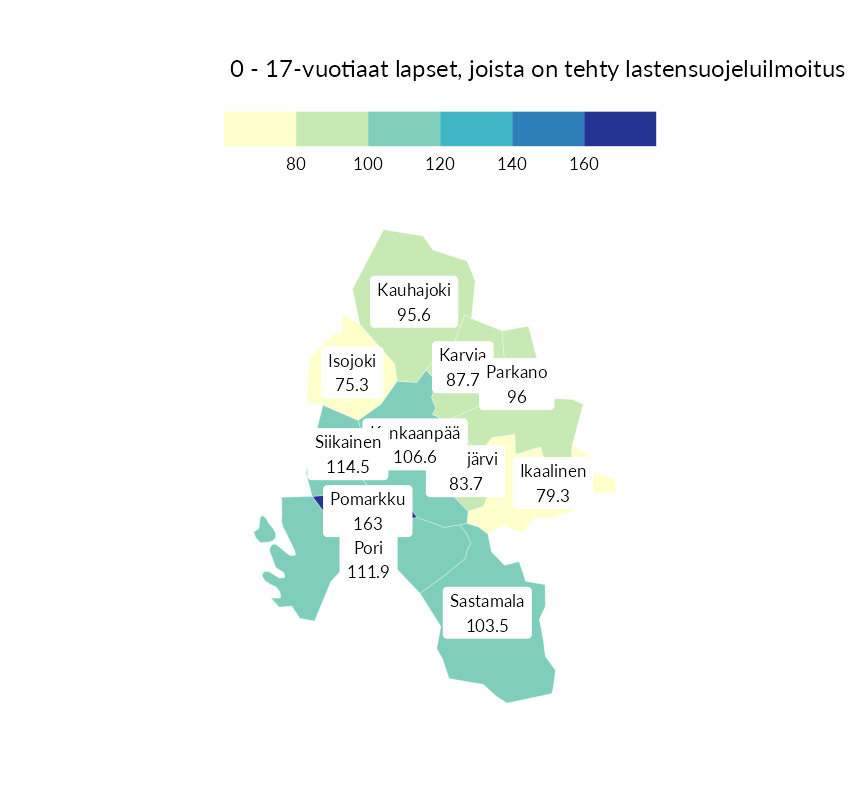 0 - 17-vuotiaat lapset, joista on tehty lastensuojeluilmoitus
80 100 120 140 160
Kauhajoki
95.6
Karvia
87.7
Isojoki
75.3
Parkano
96
106.6
Siikainen
114.5
83.7
Ikaalinen
79.3
Pomarkku
163
Pori
111.9
Sastamala
103.5